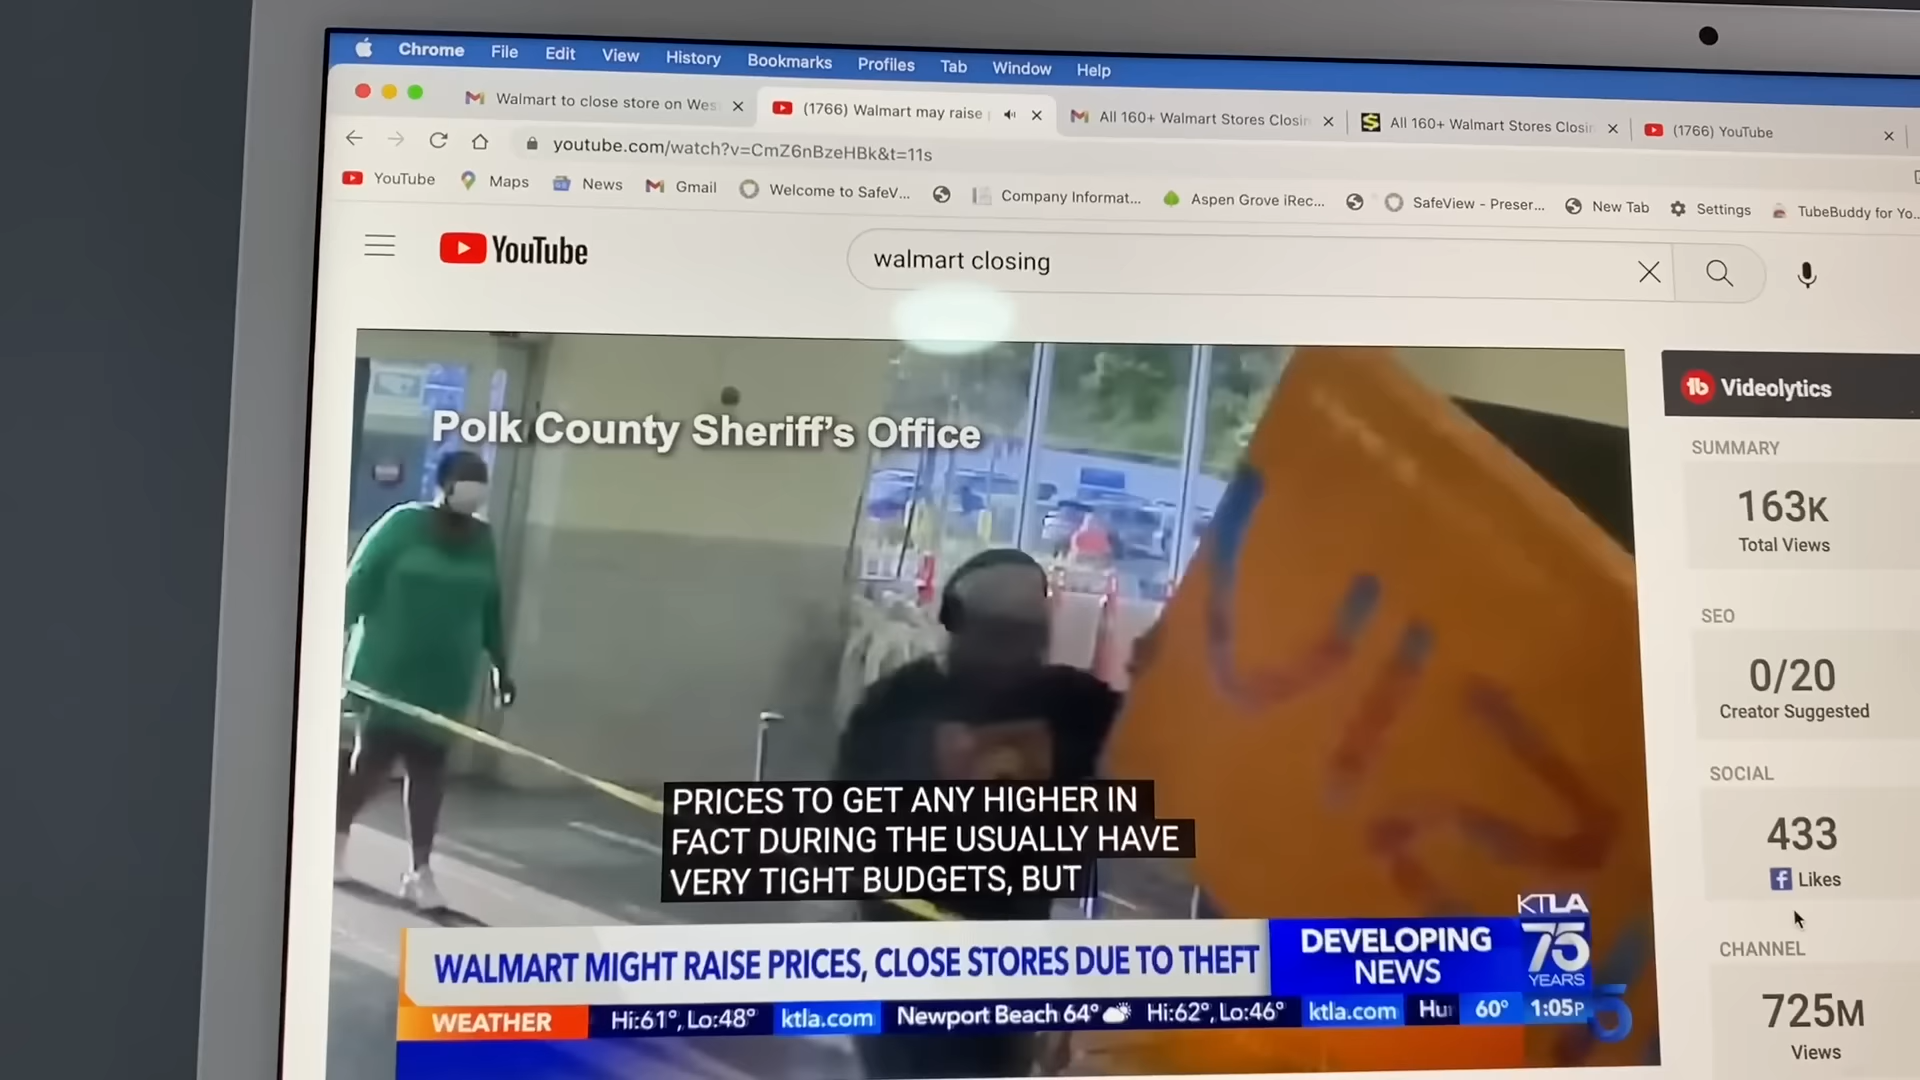 Chrome File Edit View History Bookmarks Profiles Tab Window Help
Walmart to close store on Wes
(1766) Walmart may raise
All 160+ Walmart Stores Closin
All 160+ Walmart Stores Closin
(1766) YouTube
youtube.com/watch?v=CmZ6nBzeHBk&t=11s
YouTube Maps News Gmail Welcome to SafeV... Company Informat... Aspen Grove iRec... SafeView - Preser... New Tab Settings TubeBuddy for Yo...
YouTube
walmart closing
Polk County Sheriff's Office
PRICES TO GET ANY HIGHER IN
FACT DURING THE USUALLY HAVE
VERY TIGHT BUDGETS, BUT
WALMART MIGHT RAISE PRICES, CLOSE STORES DUE TO THEFT
DEVELOPING
NEWS
KTLA
75
YEARS
WEATHER Hi:61°, Lo:48° ktla.com Newport Beach 64° Hi:62°, Lo:46° ktla.com Hu 60° 1:05P
5
tb Videolytics
SUMMARY
163K
Total Views
SEO
0/20
Creator Suggested
SOCIAL
433
f Likes
CHANNEL
725M
Views